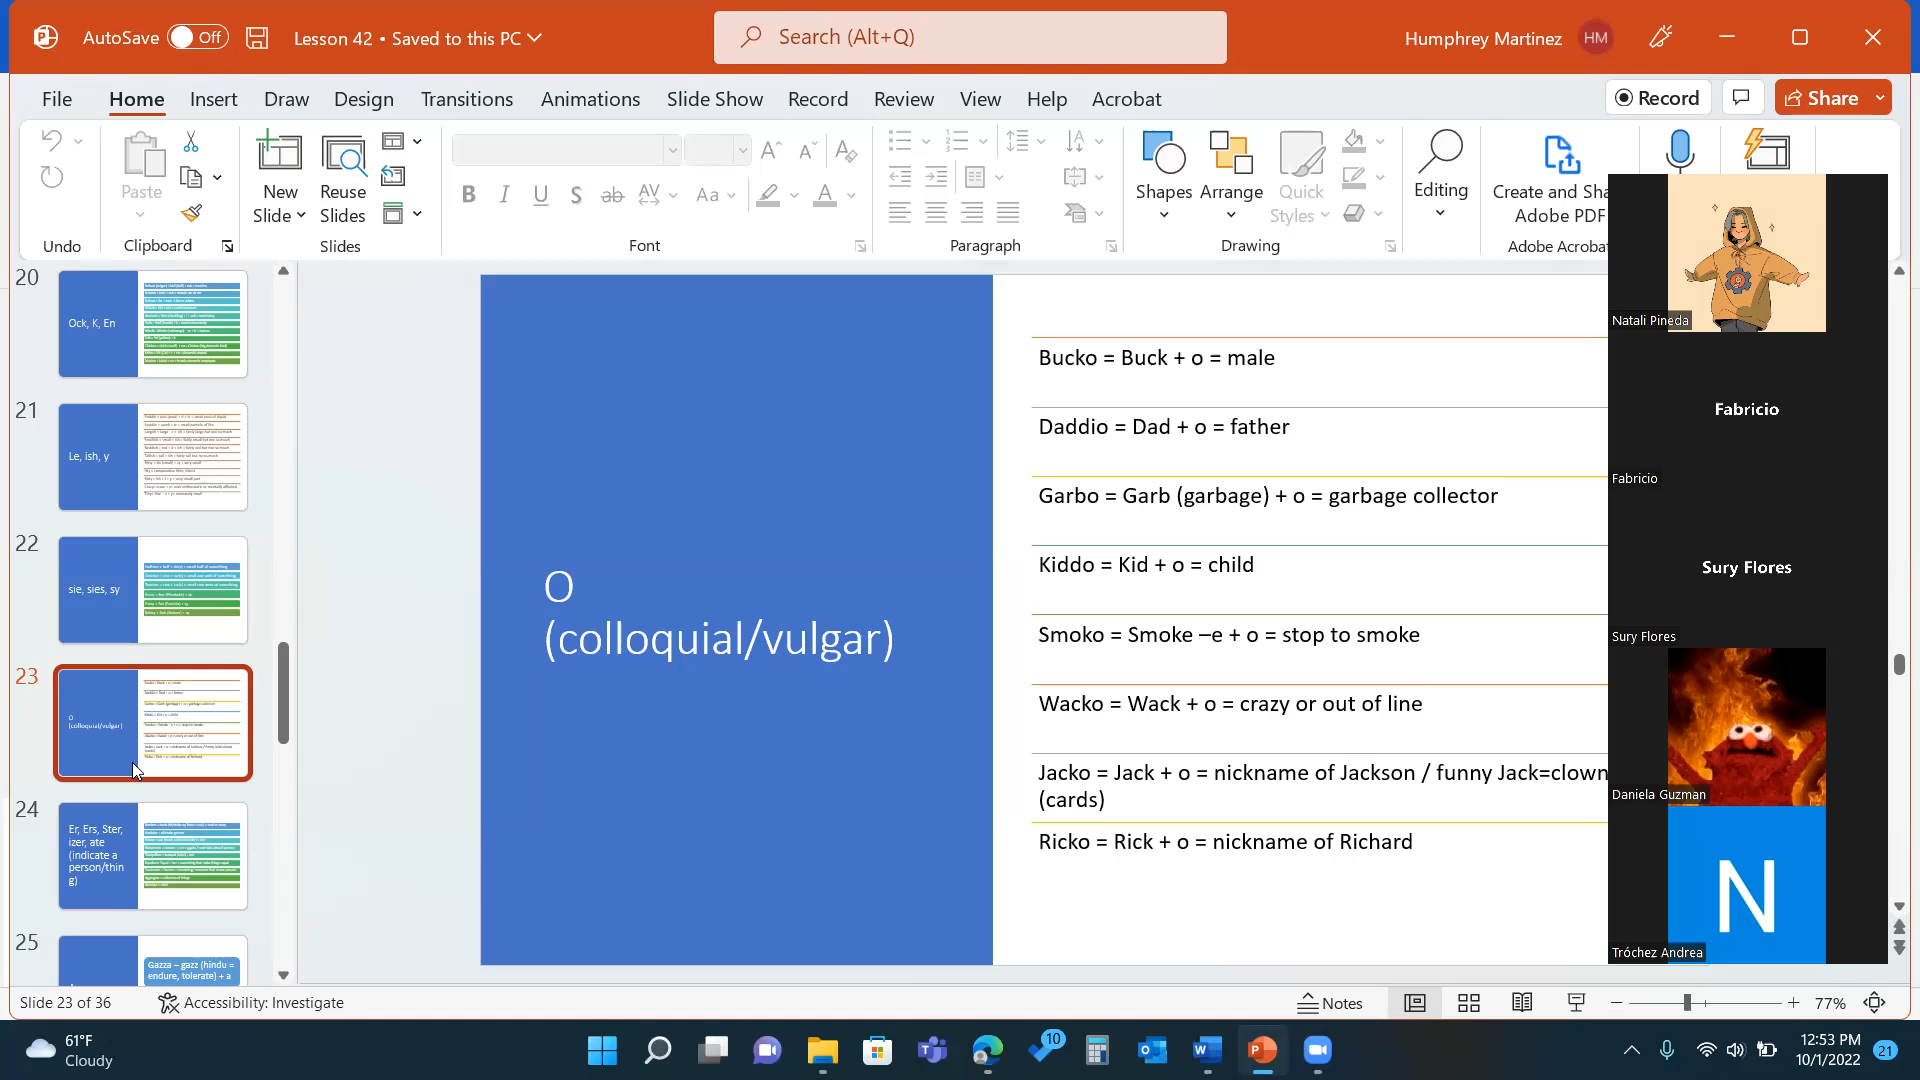 AutoSave Off Lesson 42 • Saved to this PC Search (Alt+Q) Humphrey Martinez HM
File Home Insert Draw Design Transitions Animations Slide Show Record Review View Help Acrobat Record Share
Paste
New Slide
Reuse Slides
B I U S ab AV Aa A
Shapes
Arrange
Quick Styles
Editing
Create and Sha
Adobe PDF
Undo Clipboard Slides Font Paragraph Drawing Adobe Acrobat
20
Ock, K, En
21
Le, ish, y
22
sie, sies, sy
23
O
(colloquial/vulgar)
24
Er, Ers, Ster,
izer, ate
(indicate a
person/thin
g)
25
Gazza – gazz (hindu =
endure, tolerate) + a
O
(colloquial/vulgar)
Bucko = Buck + o = male
Daddio = Dad + o = father
Garbo = Garb (garbage) + o = garbage collector
Kiddo = Kid + o = child
Smoko = Smoke –e + o = stop to smoke
Wacko = Wack + o = crazy or out of line
Jacko = Jack + o = nickname of Jackson / funny Jack=clown
(cards)
Ricko = Rick + o = nickname of Richard
Natali Pineda
Fabricio
Fabricio
Sury Flores
Sury Flores
Daniela Guzman
N
Tróchez Andrea
Slide 23 of 36 Accessibility: Investigate Notes 77%
61°F
Cloudy
10
12:53 PM
10/1/2022
21